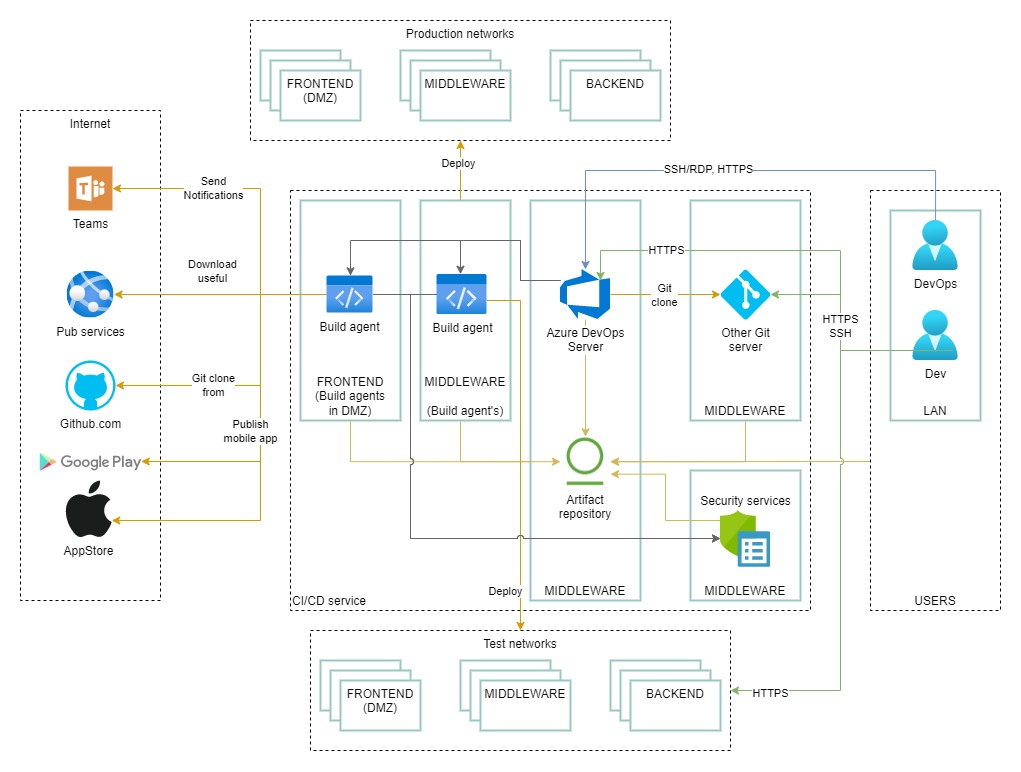 Production networks
FRONTEND
(DMZ)
MIDDLEWARE
BACKEND
Internet
Teams
Pub services
Github.com
Google Play
AppStore
Send
Notifications
Download
useful
Git clone
from
Publish
mobile app
Deploy
SSH/RDP, HTTPS
HTTPS
Build agent
FRONTEND
(Build agents
in DMZ)
Build agent
MIDDLEWARE
(Build agent's)
Azure DevOps
Server
Git
clone
Other Git
server
MIDDLEWARE
Artifact
repository
MIDDLEWARE
Security services
MIDDLEWARE
CI/CD service
HTTPS
SSH
DevOps
Dev
LAN
USERS
Deploy
HTTPS
Test networks
FRONTEND
(DMZ)
MIDDLEWARE
BACKEND